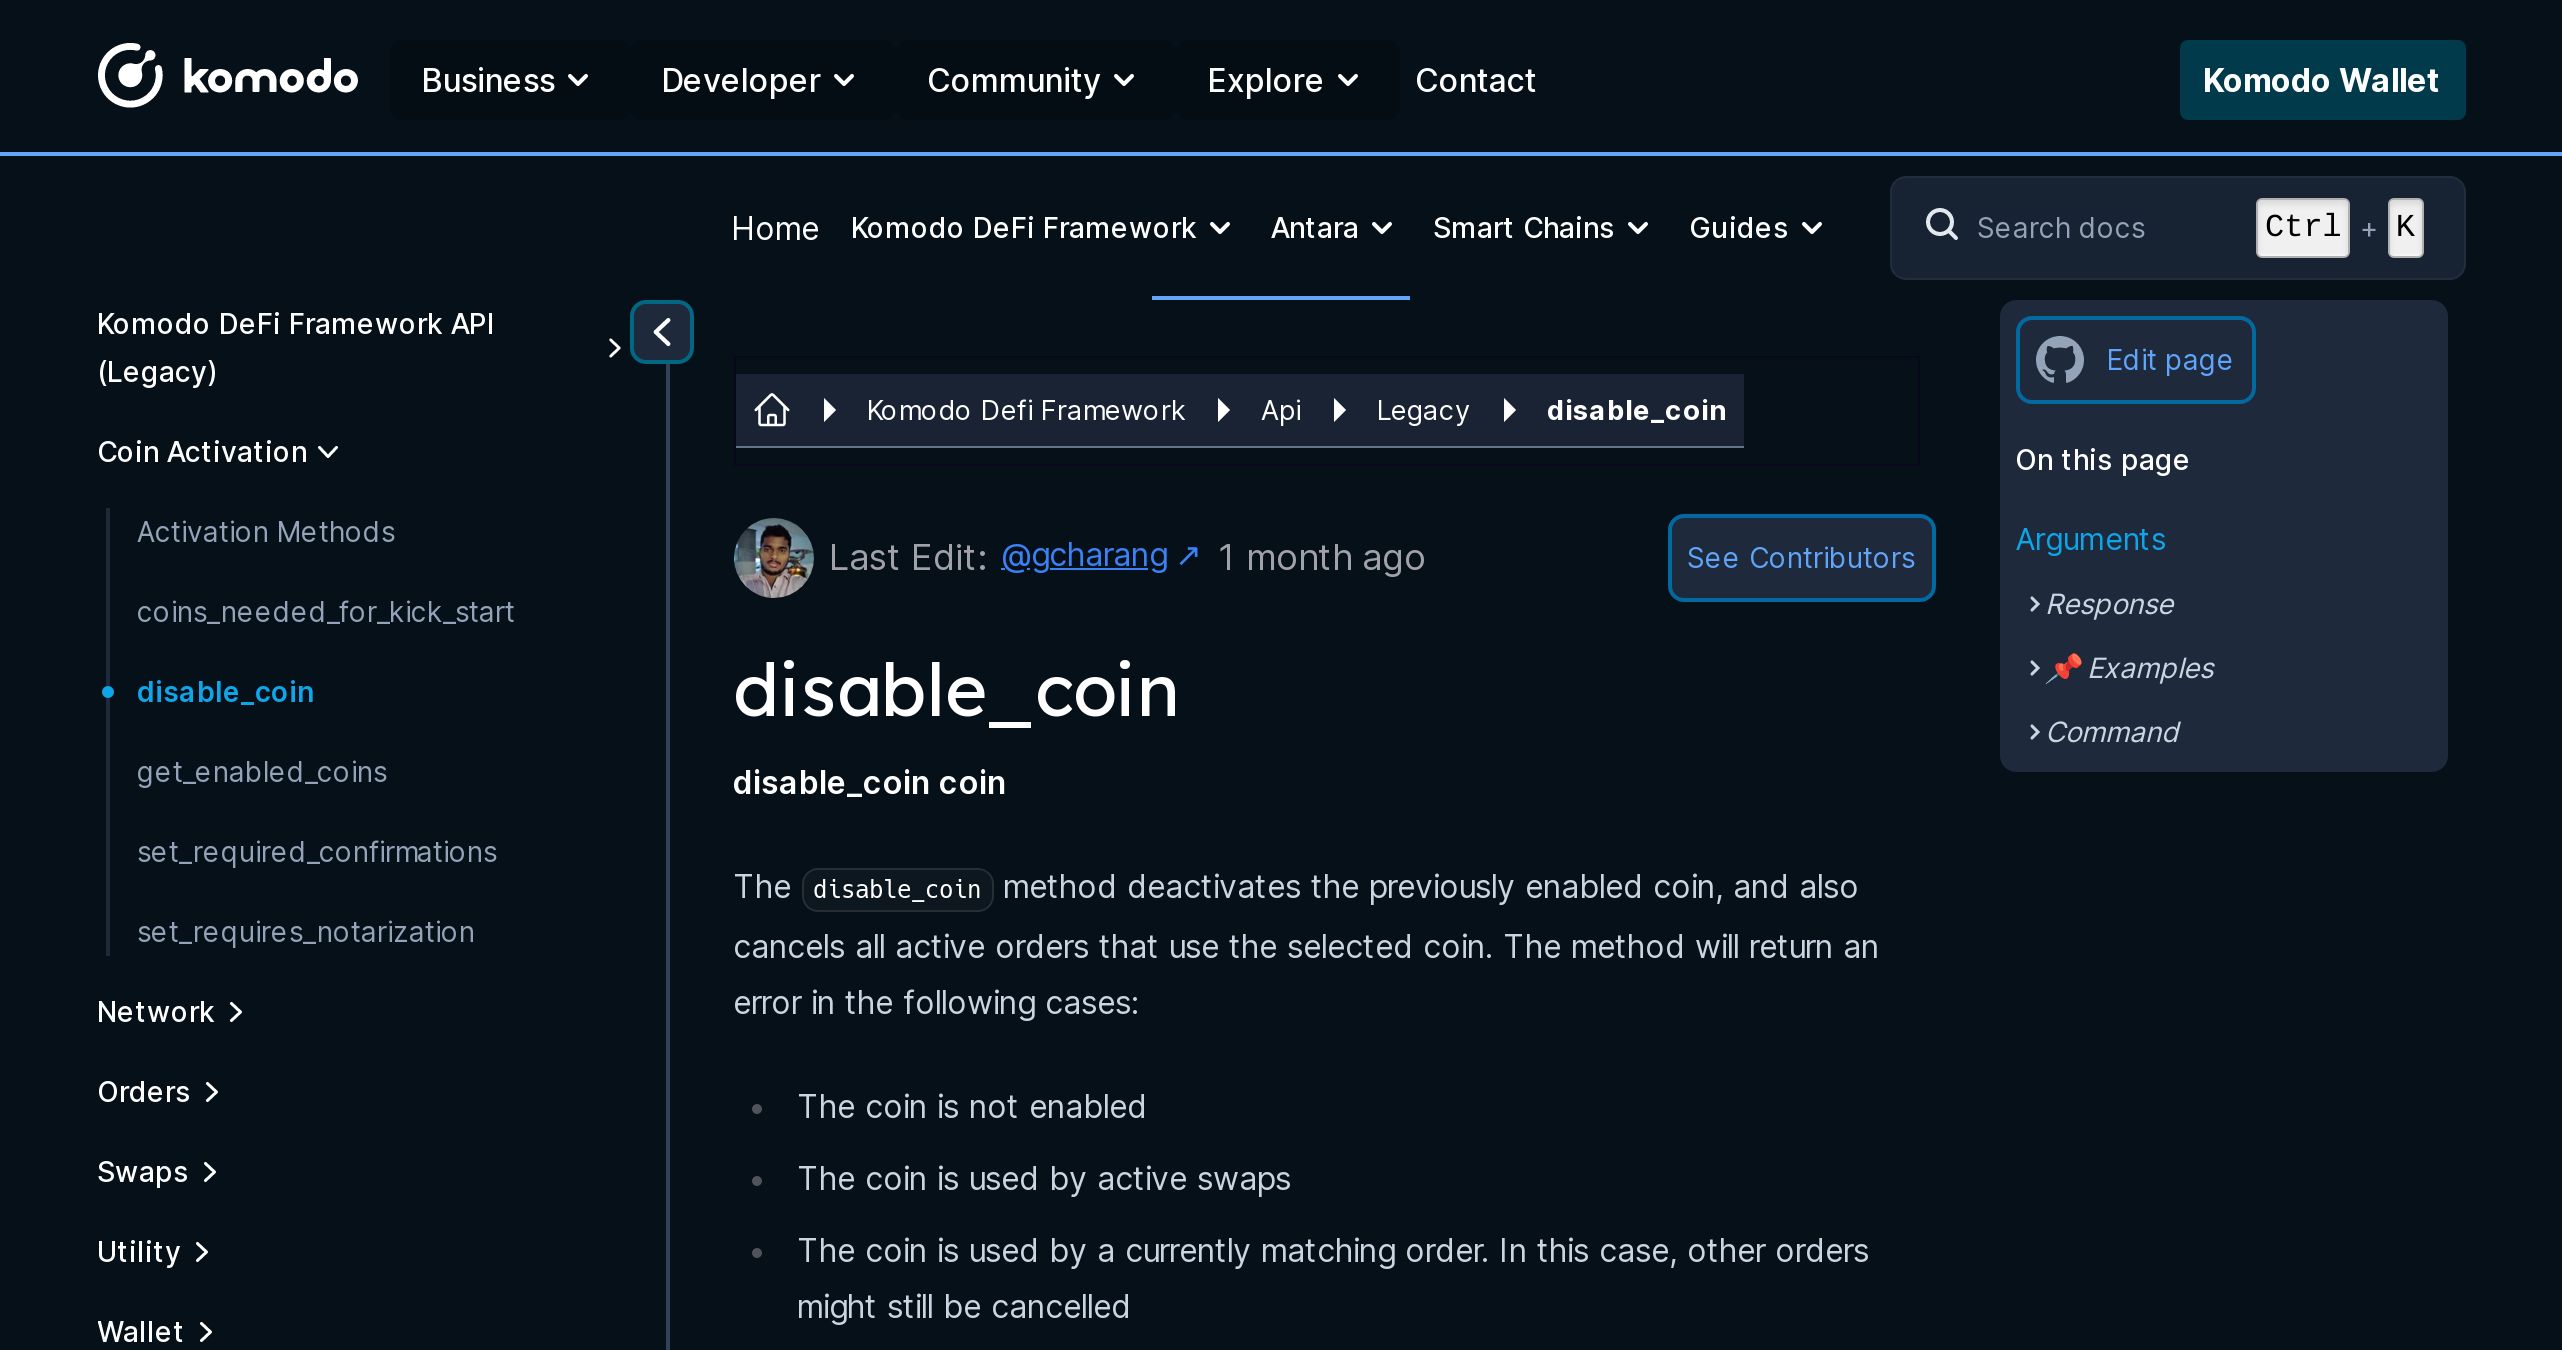 komodo
Business
Developer
Community
Explore
Contact
Komodo Wallet
Home
Komodo DeFi Framework
Antara
Smart Chains
Guides
Search docs
Ctrl + K
Komodo DeFi Framework API
(Legacy)
Coin Activation
Activation Methods
coins_needed_for_kick_start
disable_coin
get_enabled_coins
set_required_confirmations
set_requires_notarization
Network
Orders
Swaps
Utility
Wallet
Komodo Defi Framework
Api
Legacy
disable_coin
Last Edit: @gcharang ↗ 1 month ago
See Contributors
disable_coin
disable_coin coin
The disable_coin method deactivates the previously enabled coin, and also
cancels all active orders that use the selected coin. The method will return an
error in the following cases:
• The coin is not enabled
• The coin is used by active swaps
• The coin is used by a currently matching order. In this case, other orders
might still be cancelled
Edit page
On this page
Arguments
Response
📌 Examples
Command